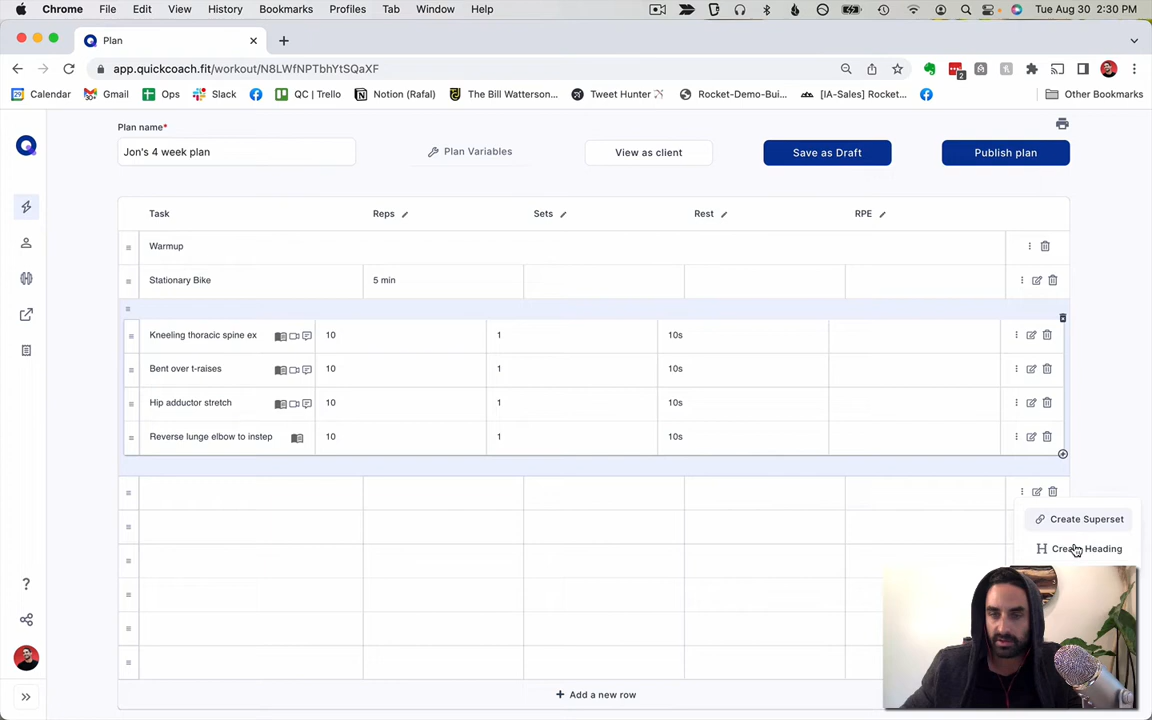 Chrome File Edit View History Bookmarks Profiles Tab Window Help Tue Aug 30 2:30 PM
Plan
app.quickcoach.fit/workout/N8LWfNPTbhYtSQaXF
2
31 Calendar Gmail Ops Slack QC | Trello Notion (Rafal) The Bill Watterson... Tweet Hunter Rocket-Demo-Bui... [IA-Sales] Rocket... Other Bookmarks
Plan name*
Jon's 4 week plan Plan Variables View as client Save as Draft Publish plan
Task Reps Sets Rest RPE
Warmup
Stationary Bike 5 min
Kneeling thoracic spine ex 10 1 10s
Bent over t-raises 10 1 10s
Hip adductor stretch 10 1 10s
Reverse lunge elbow to instep 10 1 10s
Create Superset
H Create Heading
?
+ Add a new row